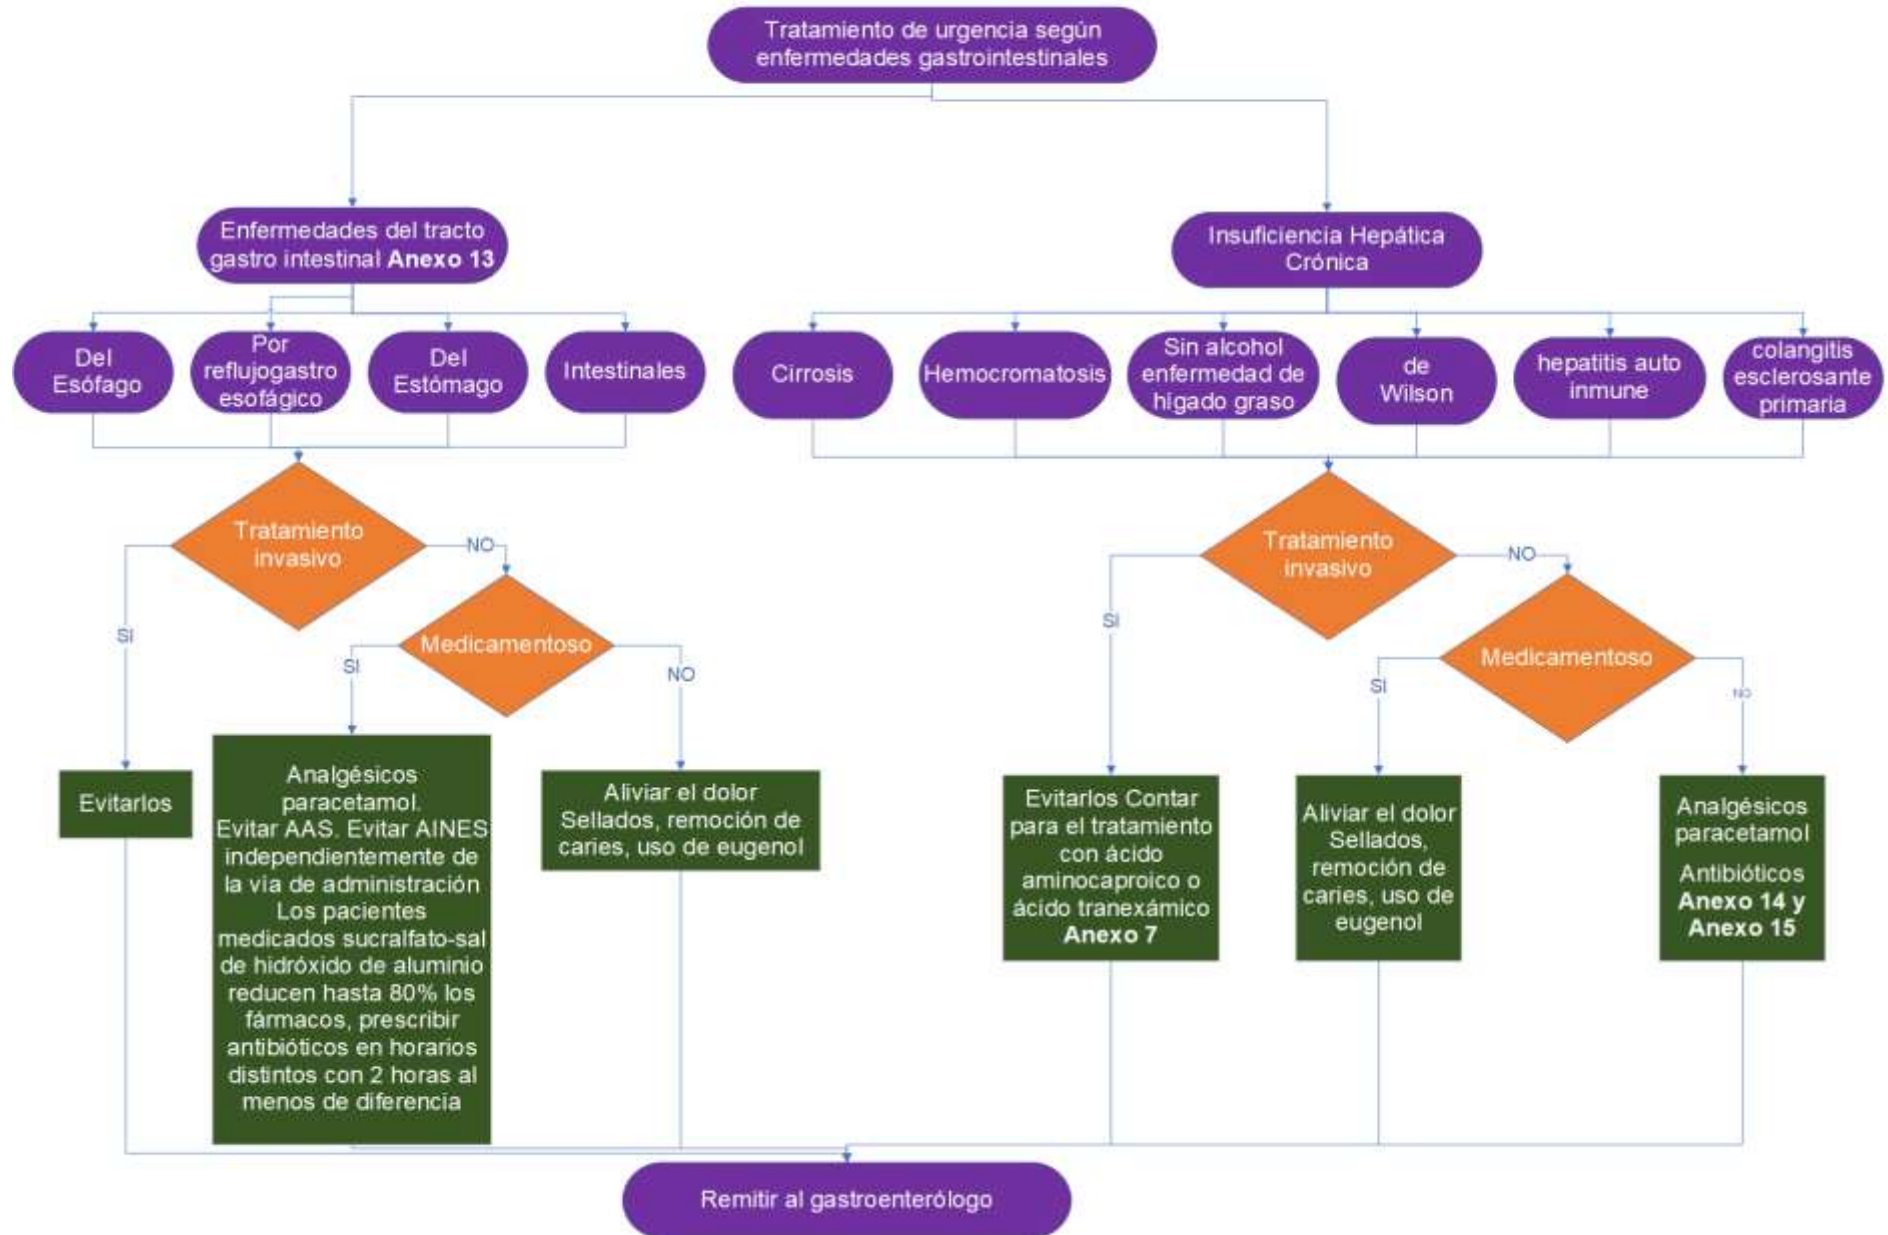 Tratamiento de urgencia según
enfermedades gastrointestinales
Enfermedades del tracto
gastro intestinal Anexo 13
Insuficiencia Hepática
Crónica
Del
Esófago
Por
reflujogastro
esofágico
Del
Estómago
Intestinales
Cirrosis
Hemocromatosis
Sin alcohol
enfermedad de
hígado graso
de
Wilson
hepatitis auto
inmune
colangitis
esclerosante
primaria
Tratamiento
invasivo
NO
SI
Medicamentoso
SI
NO
Tratamiento
invasivo
NO
SI
Medicamentoso
SI
NO
Evitarlos
Analgésicos
paracetamol.
Evitar AAS. Evitar AINES
independientemente de
la vía de administración
Los pacientes
medicados sucralfato-sal
de hidróxido de aluminio
reducen hasta 80% los
fármacos, prescribir
antibióticos en horarios
distintos con 2 horas al
menos de diferencia
Aliviar el dolor
Sellados, remoción de
caries, uso de eugenol
Evitarlos Contar
para el tratamiento
con ácido
aminocaproico o
ácido tranexámico
Anexo 7
Aliviar el dolor
Sellados,
remoción de
caries, uso de
eugenol
Analgésicos
paracetamol
Antibióticos
Anexo 14 y
Anexo 15
Remitir al gastroenterólogo